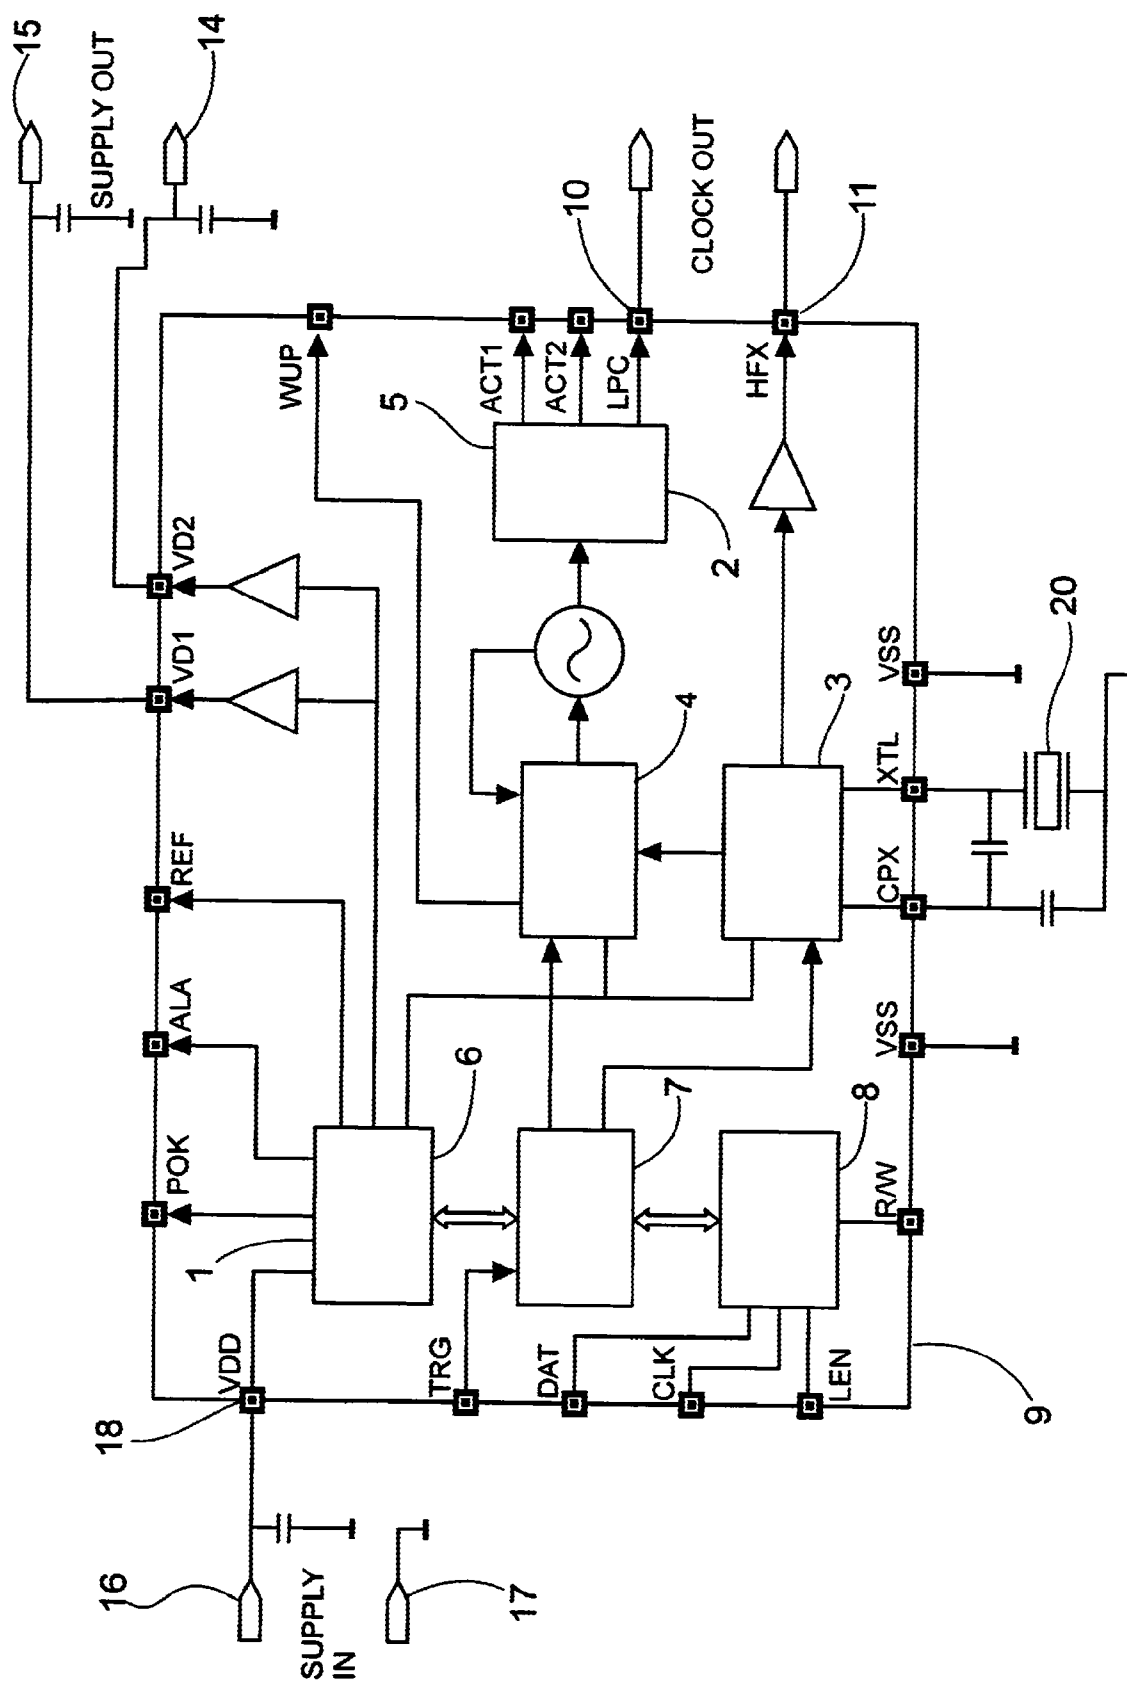 15
SUPPLY OUT
14
16
18
VDD
1
POK
ALA
REF
VD1
VD2
WUP
SUPPLY
IN
17
TRG
6
5
ACT1
ACT2
LPC
10
DAT
CLK
7
4
2
CLOCK OUT
HFX
11
LEN
8
3
R/W
VSS
CPX
XTL
VSS
9
20